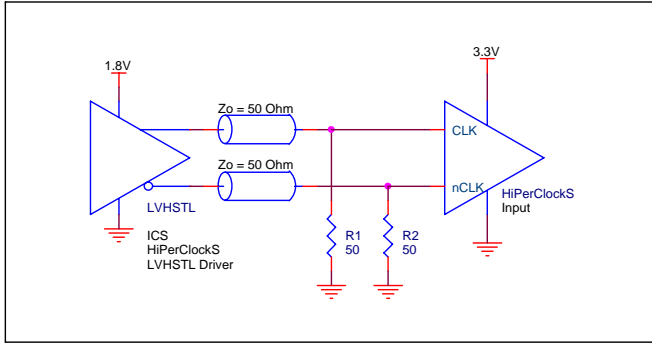 1.8V
3.3V
Zo = 50 Ohm
CLK
Zo = 50 Ohm
nCLK
LVHSTL
HiPerClockS
Input
ICS
HiPerClockS
LVHSTL Driver
R1
50
R2
50